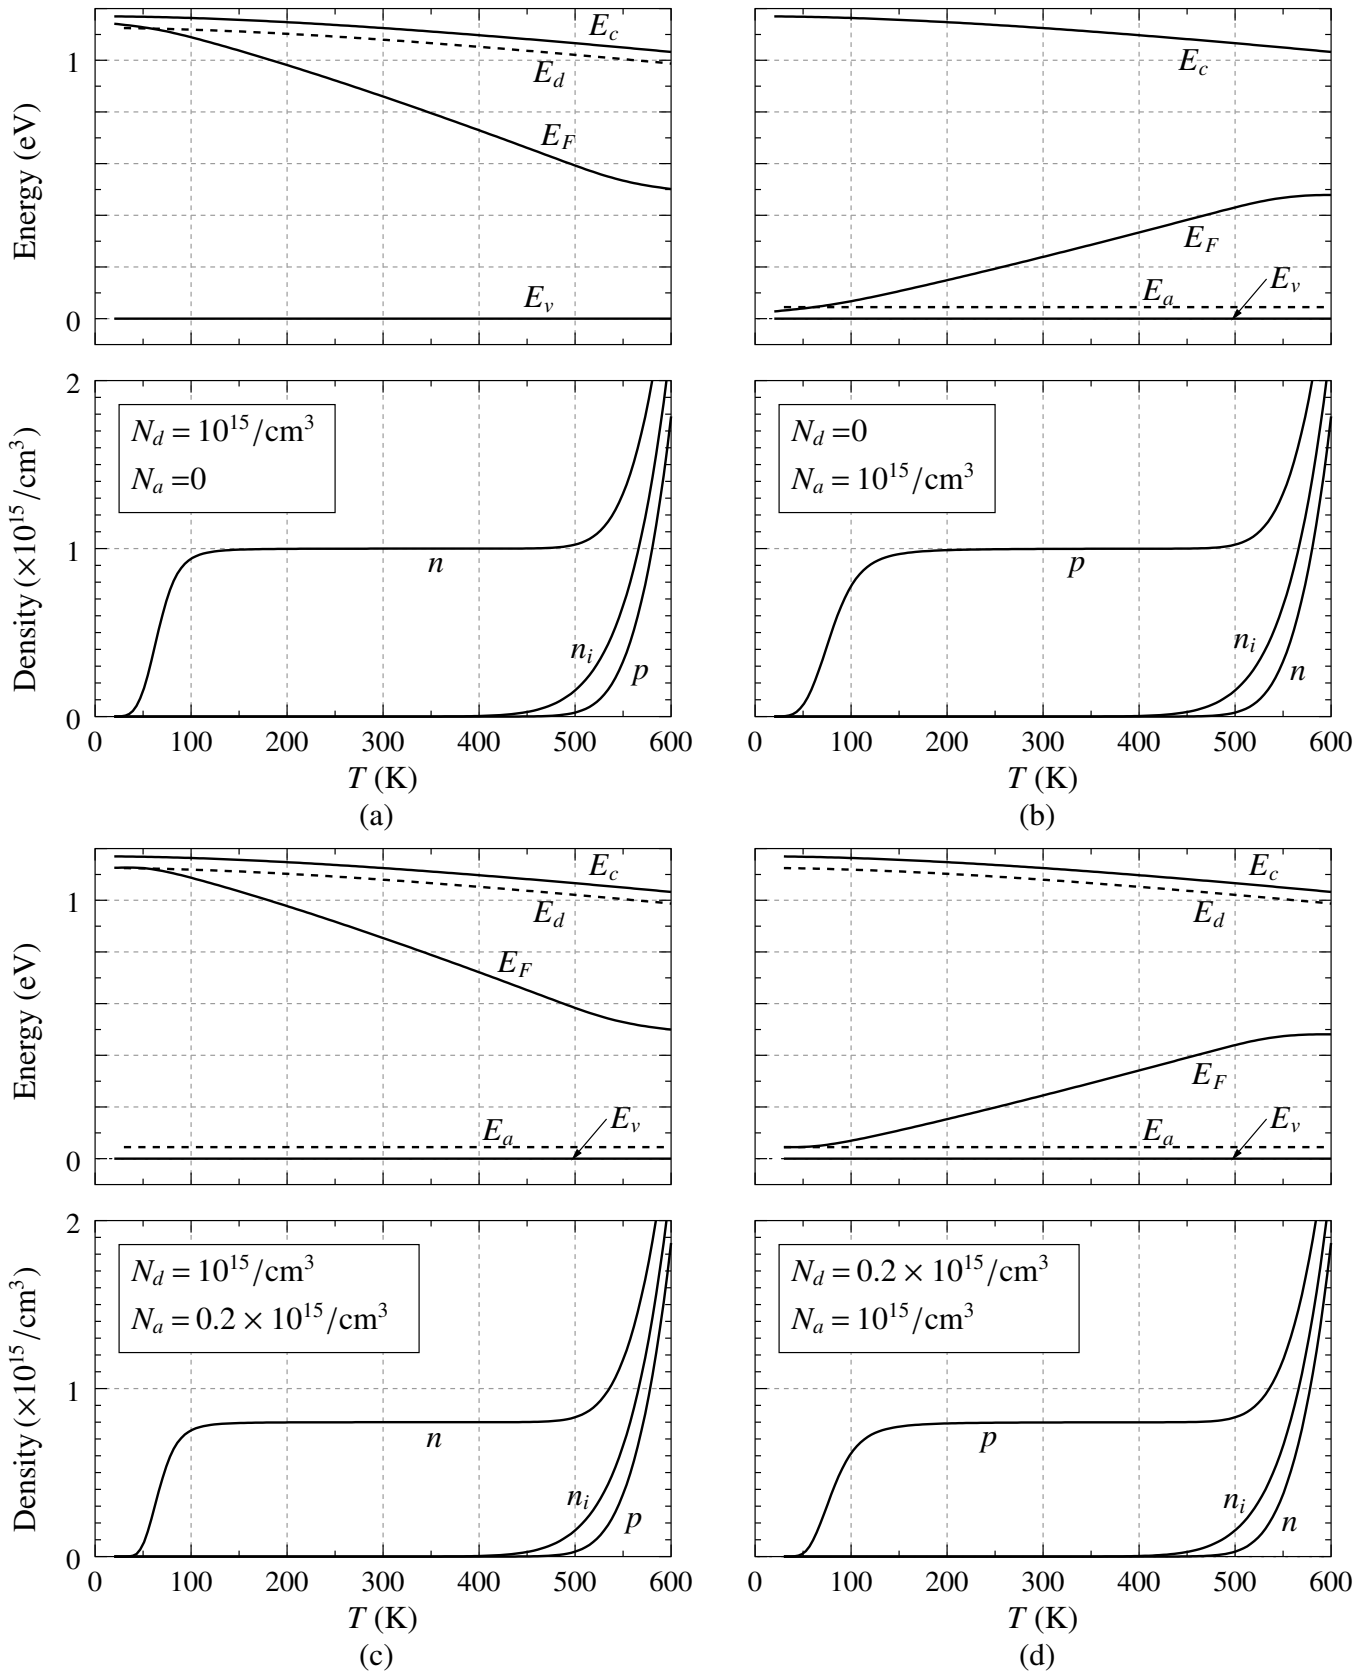 Energy (eV)
1
0
E_c
E_d
E_F
E_v
E_c
E_F
E_a
E_v
Density (×10^15/cm^3)
2
1
0
N_d = 10^15/cm^3
N_a =0
n
n_i
p
0 100 200 300 400 500 600
T (K)
(a)
N_d =0
N_a = 10^15/cm^3
p
n_i
n
0 100 200 300 400 500 600
T (K)
(b)
Energy (eV)
1
0
E_c
E_d
E_F
E_a
E_v
E_c
E_d
E_F
E_a
E_v
Density (×10^15/cm^3)
2
1
0
N_d = 10^15/cm^3
N_a = 0.2 × 10^15/cm^3
n
n_i
p
0 100 200 300 400 500 600
T (K)
(c)
N_d = 0.2 × 10^15/cm^3
N_a = 10^15/cm^3
p
n_i
n
0 100 200 300 400 500 600
T (K)
(d)